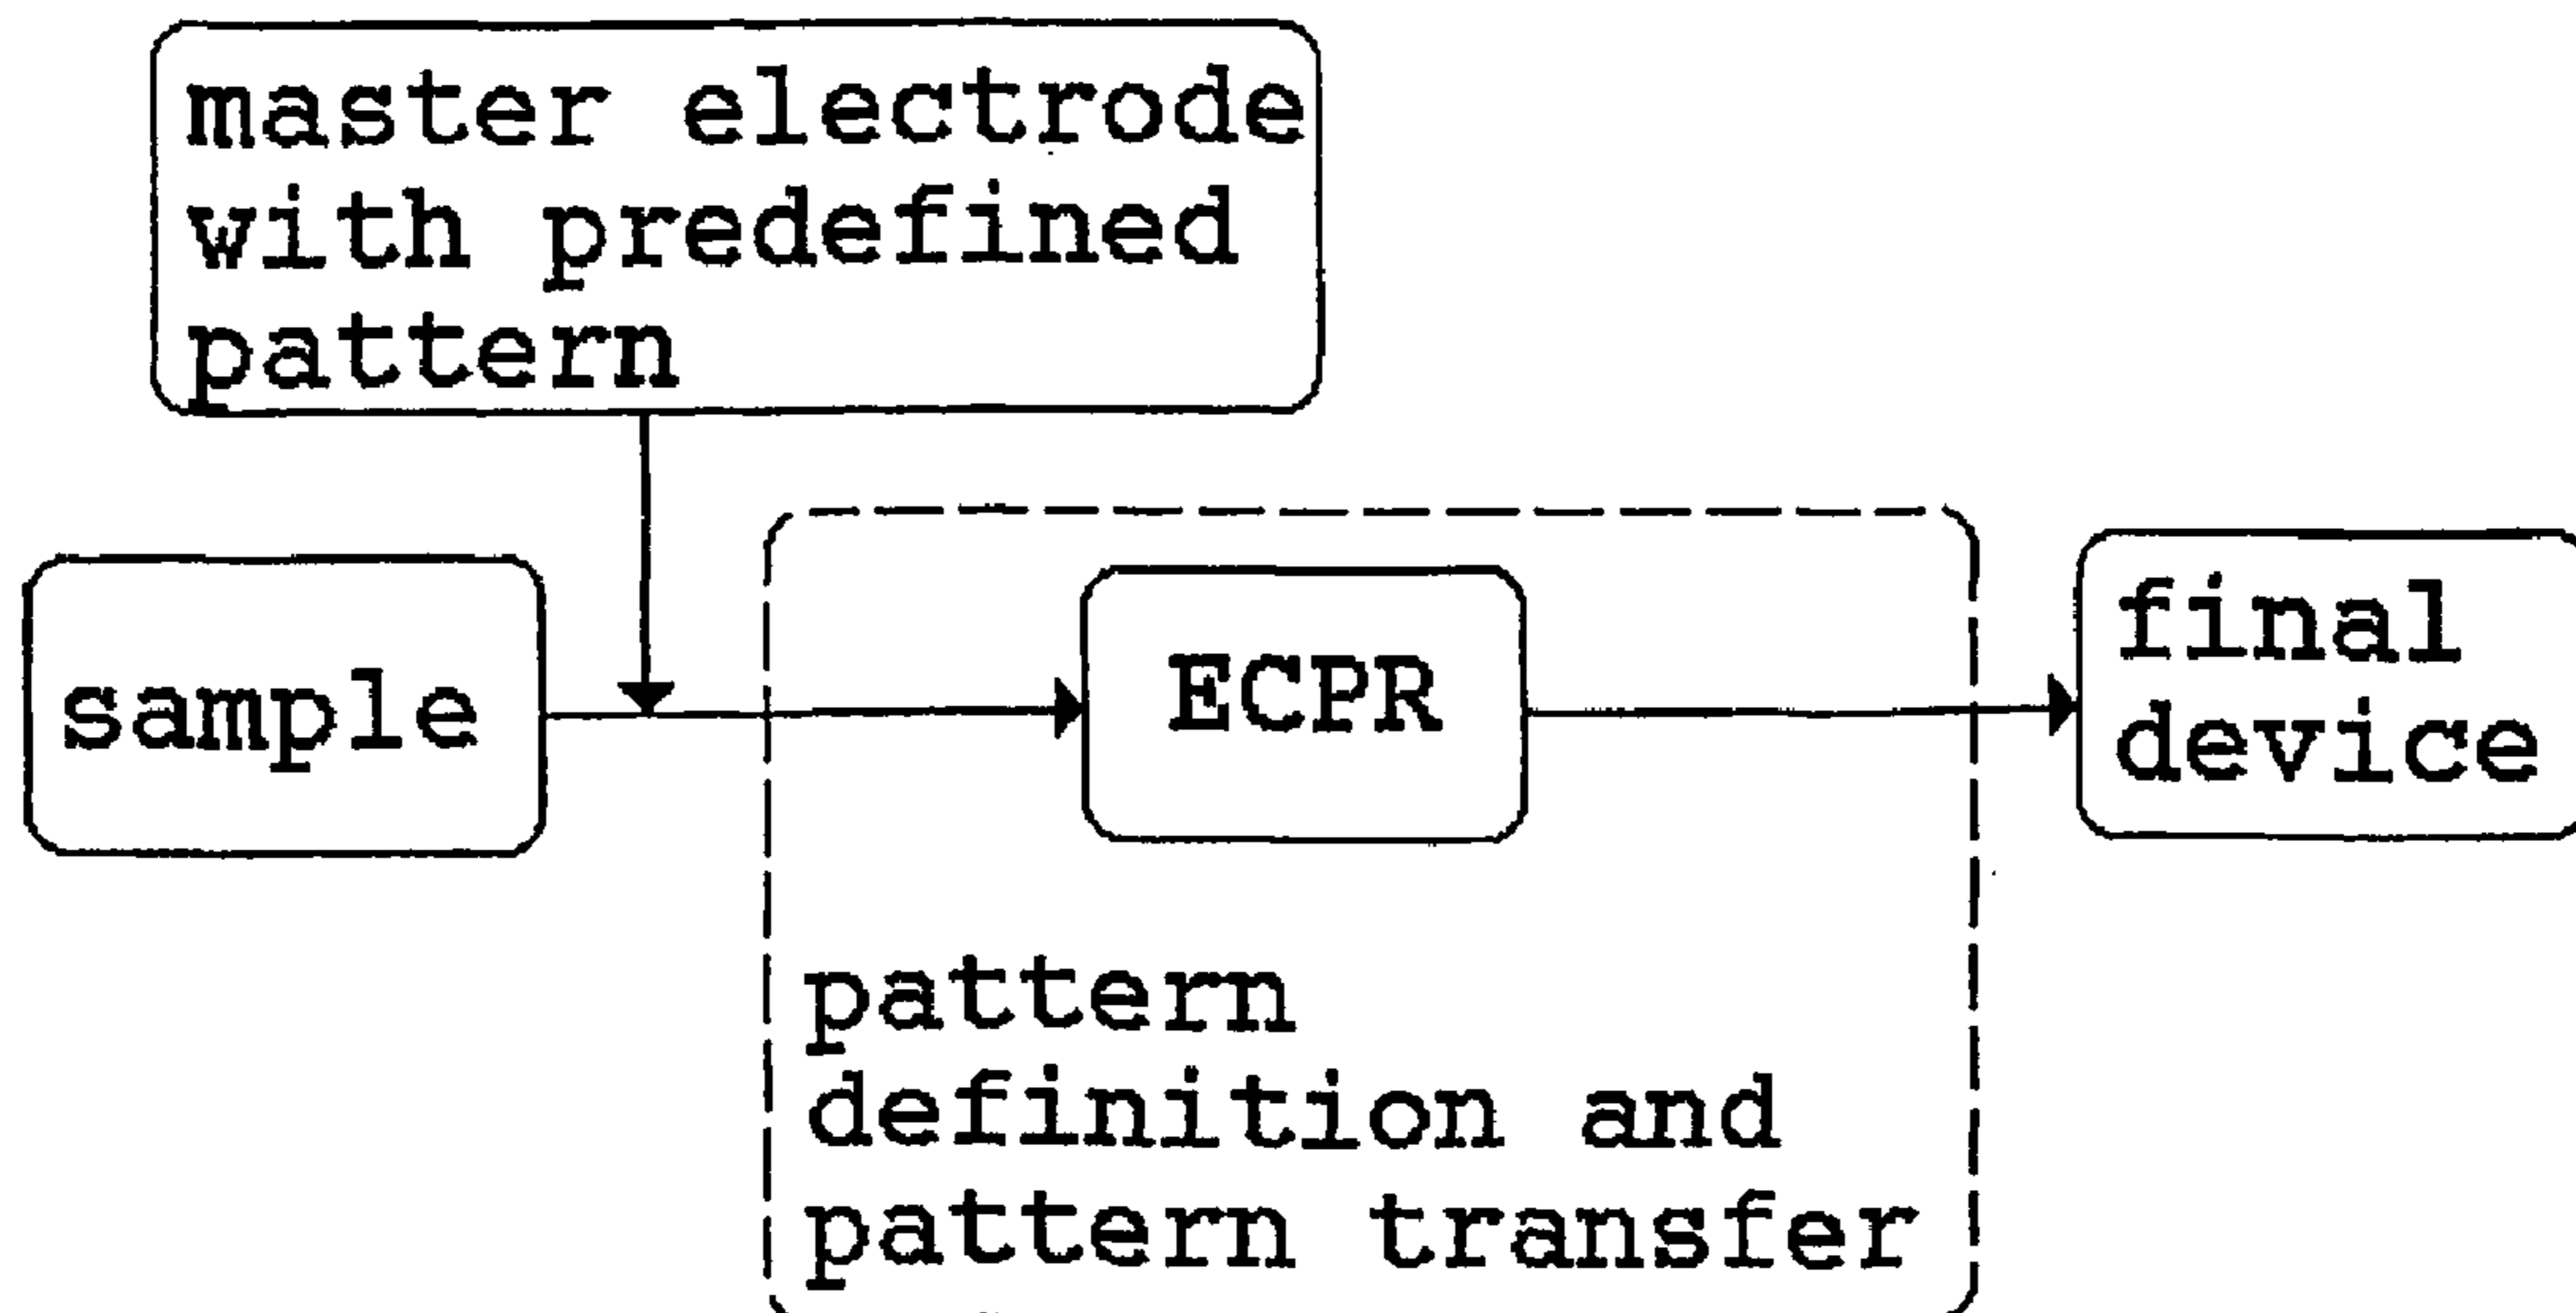 master electrode
with predefined
pattern
sample
ECPR
final
device
pattern
definition and
pattern transfer